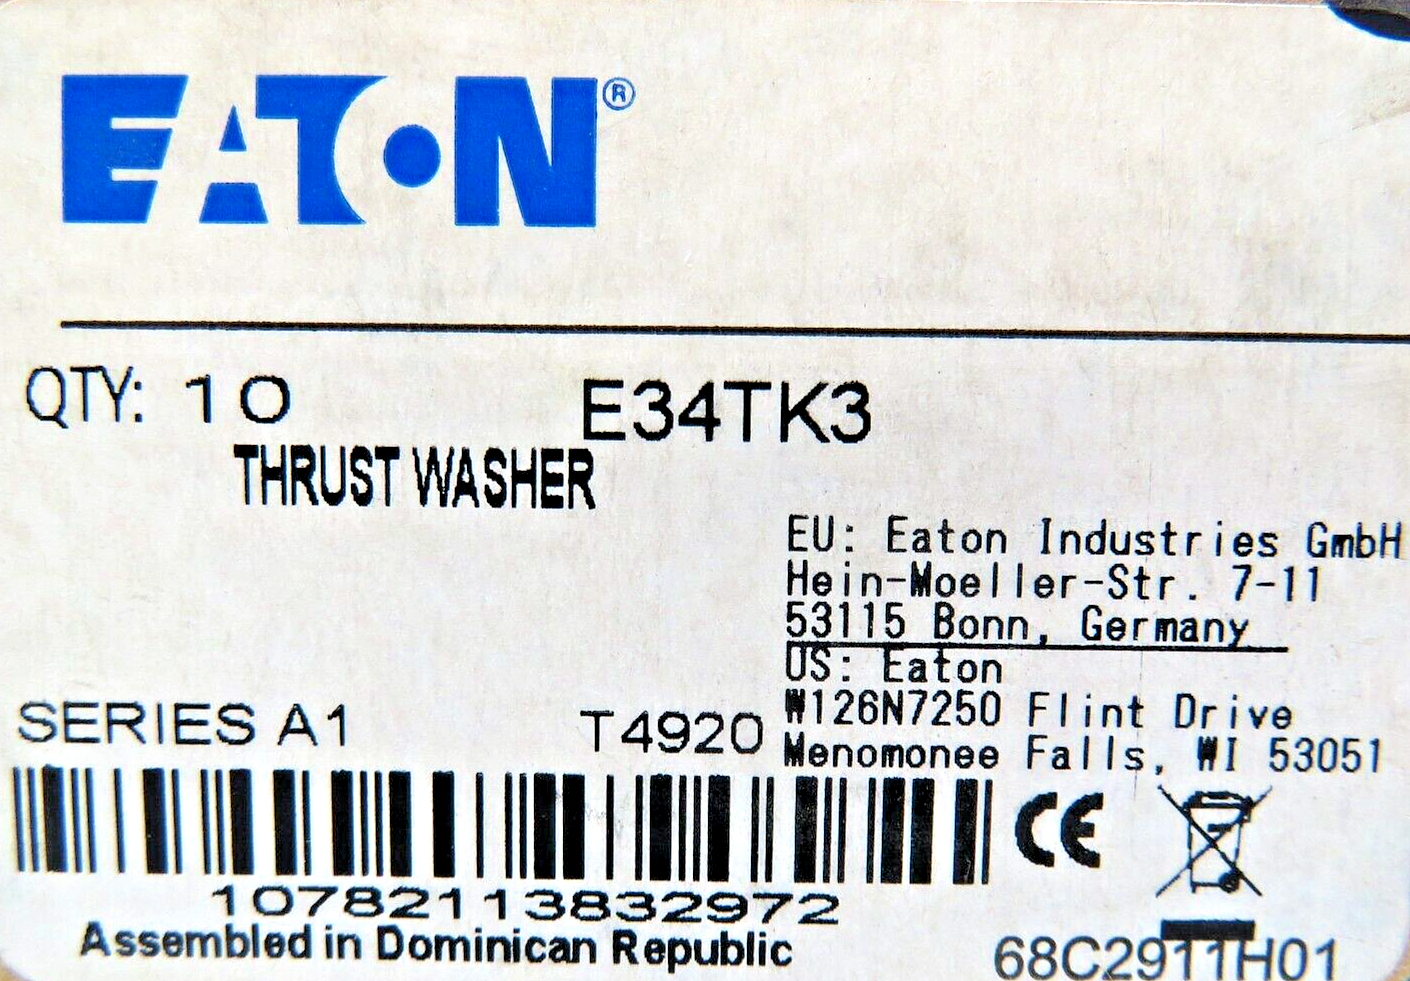 EATON®
QTY: 10 E34TK3
THRUST WASHER
EU: Eaton Industries GmbH
Hein-Moeller-Str. 7-11
53115 Bonn, Germany
US: Eaton
W126N7250 Flint Drive
Menomonee Falls, WI 53051
SERIES A1 T4920
10782113832972
CE
Assembled in Dominican Republic
68C2911H01